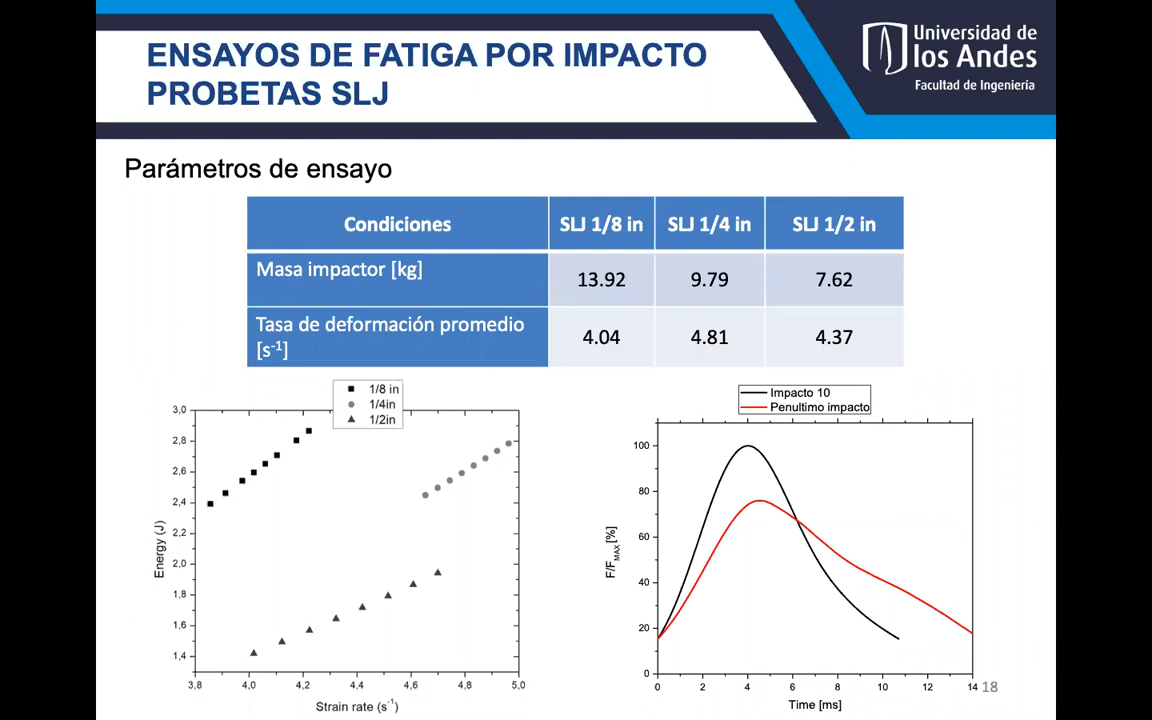 ENSAYOS DE FATIGA POR IMPACTO
PROBETAS SLJ
Universidad de
los Andes
Facultad de Ingeniería
Parámetros de ensayo
Condiciones SLJ 1/8 in SLJ 1/4 in SLJ 1/2 in
Masa impactor [kg] 13.92 9.79 7.62
Tasa de deformación promedio
[s-1] 4.04 4.81 4.37
1/8 in
1/4in
1/2in
3,0
2,8
2,6
2,4
2,2
2,0
1,8
1,6
1,4
Energy (J)
3,8 4,0 4,2 4,4 4,6 4,8 5,0
Strain rate (s-1)
Impacto 10
Penultimo impacto
100
80
60
40
20
0
F/FMAX [%]
0 2 4 6 8 10 12 14
Time [ms]
18